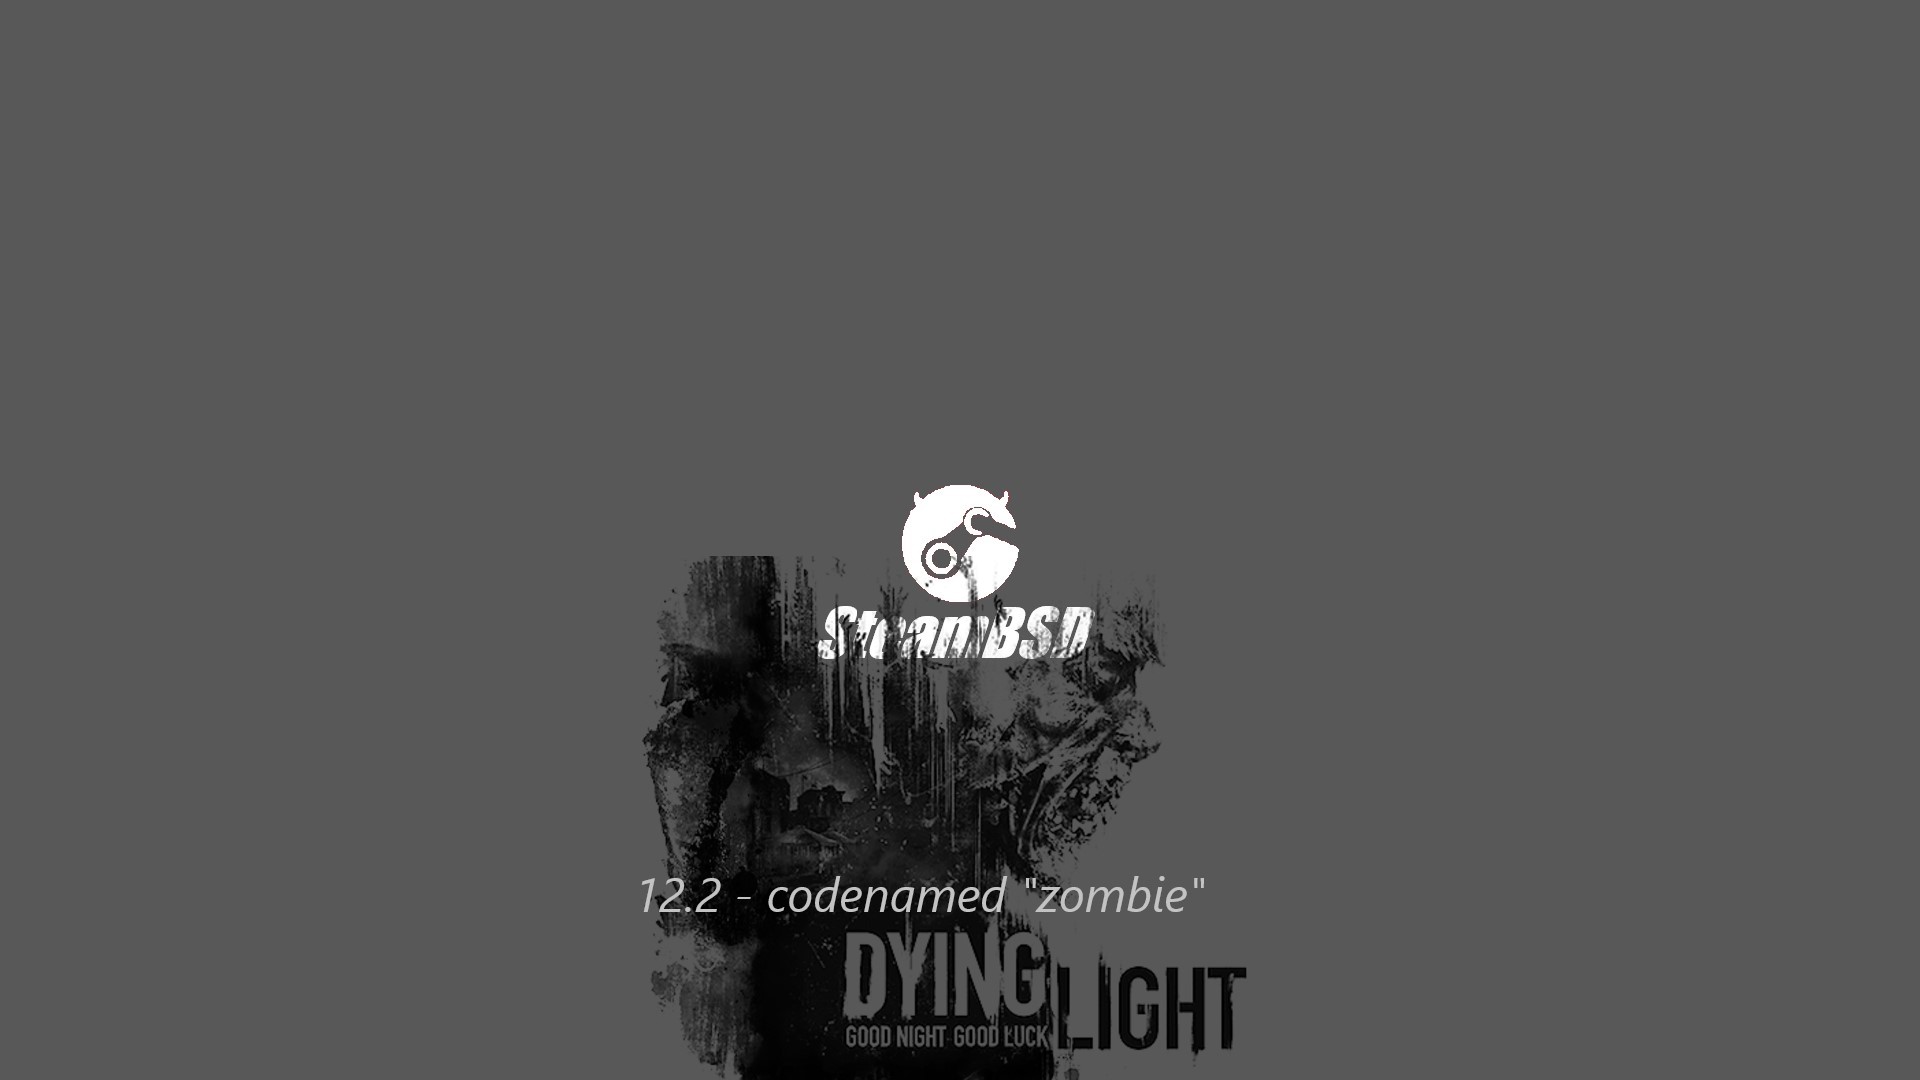 SteamBSD
12.2 - codenamed "zombie"
DYING LIGHT
GOOD NIGHT GOOD LUCK